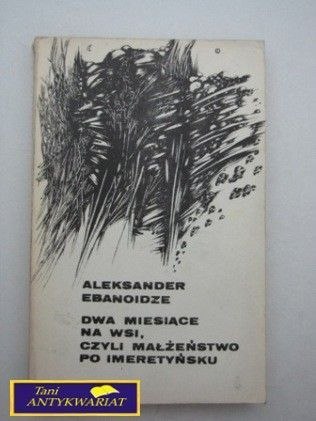 ALEKSANDER
EBANOIDZE
DWA MIESIĄCE
NA WSI,
CZYLI MAŁŻEŃSTWO
PO IMERETYŃSKU
Tani
ANTYKWARIAT